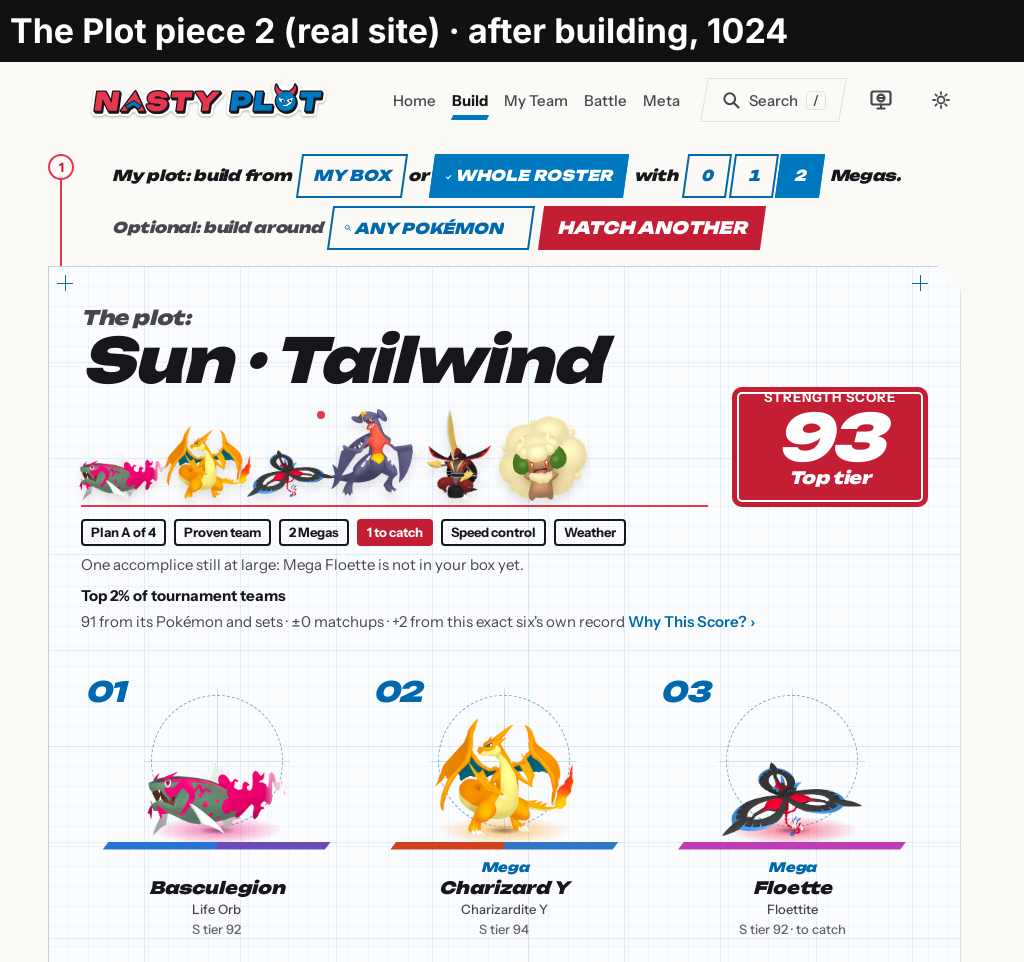 The Plot piece 2 (real site) · after building, 1024
NASTY PLOT
Home Build My Team Battle Meta Search /
1
My plot: build from MY BOX or WHOLE ROSTER with 0 1 2 Megas.
Optional: build around ANY POKÉMON HATCH ANOTHER
The plot:
Sun · Tailwind
STRENGTH SCORE
93
Top tier
Plan A of 4 Proven team 2 Megas 1 to catch Speed control Weather
One accomplice still at large: Mega Floette is not in your box yet.
Top 2% of tournament teams
91 from its Pokémon and sets · ±0 matchups · +2 from this exact six's own record Why This Score? ›
01 02 03
Mega Mega
Basculegion Charizard Y Floette
Life Orb Charizardite Y Floettite
S tier 92 S tier 94 S tier 92 · to catch